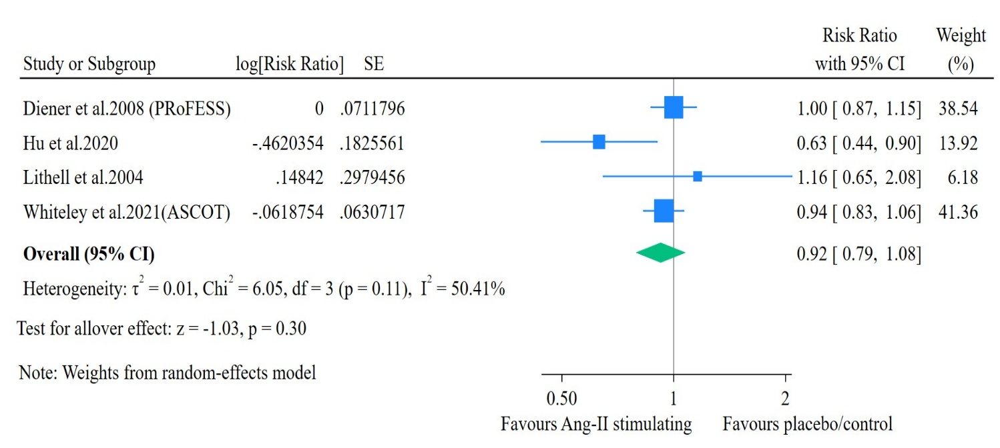 Risk Ratio Weight
Study or Subgroup log[Risk Ratio] SE with 95% CI (%)
Diener et al.2008 (PRoFESS) 0 .0711796 1.00 [ 0.87, 1.15] 38.54
Hu et al.2020 -.4620354 .1825561 0.63 [ 0.44, 0.90] 13.92
Lithell et al.2004 .14842 .2979456 1.16 [ 0.65, 2.08] 6.18
Whiteley et al.2021(ASCOT) -.0618754 .0630717 0.94 [ 0.83, 1.06] 41.36
Overall (95% CI) 0.92 [ 0.79, 1.08]
Heterogeneity: τ² = 0.01, Chi² = 6.05, df = 3 (p = 0.11), I² = 50.41%
Test for allover effect: z = -1.03, p = 0.30
Note: Weights from random-effects model
0.50 1 2
Favours Ang-II stimulating Favours placebo/control